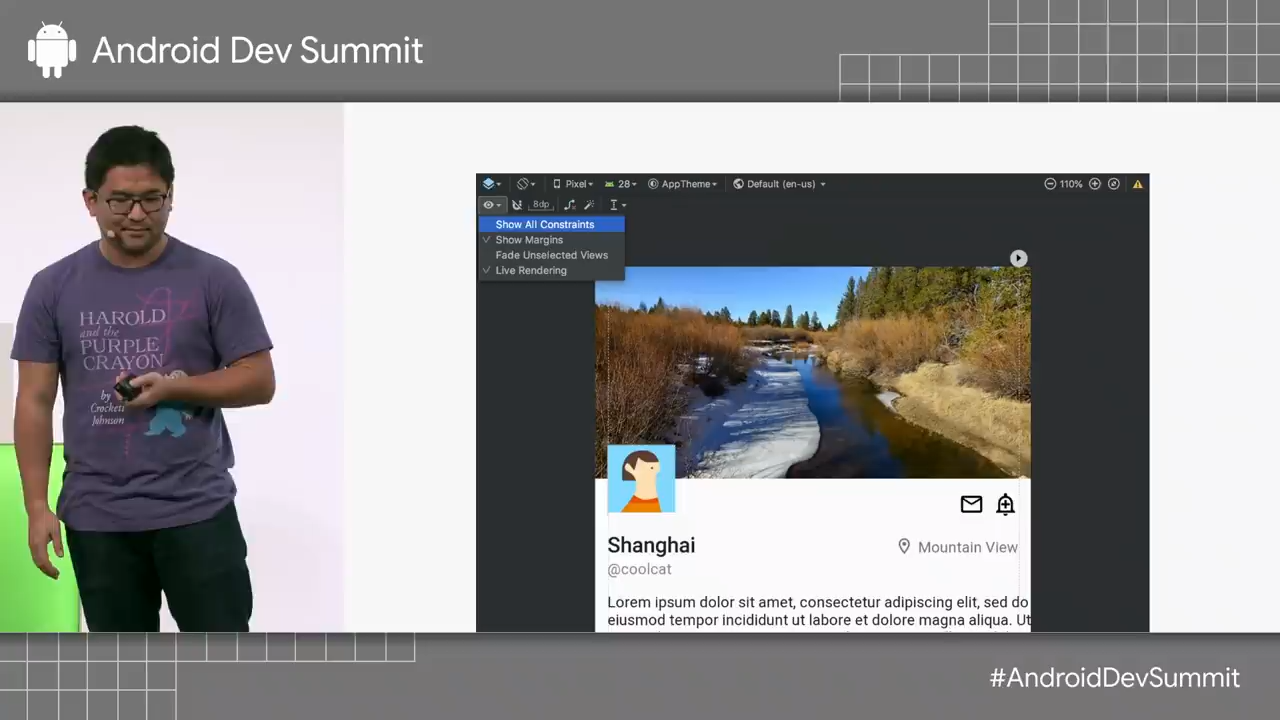 Android Dev Summit
HAROLD
and the
PURPLE
CRAYON
by
Crockett
Johnson
Pixel
28
AppTheme
Default (en-us)
110%
8dp
Show All Constraints
Show Margins
Fade Unselected Views
Live Rendering
Shanghai
Mountain View
@coolcat
Lorem ipsum dolor sit amet, consectetur adipiscing elit, sed do
eiusmod tempor incididunt ut labore et dolore magna aliqua. Ut
#AndroidDevSummit